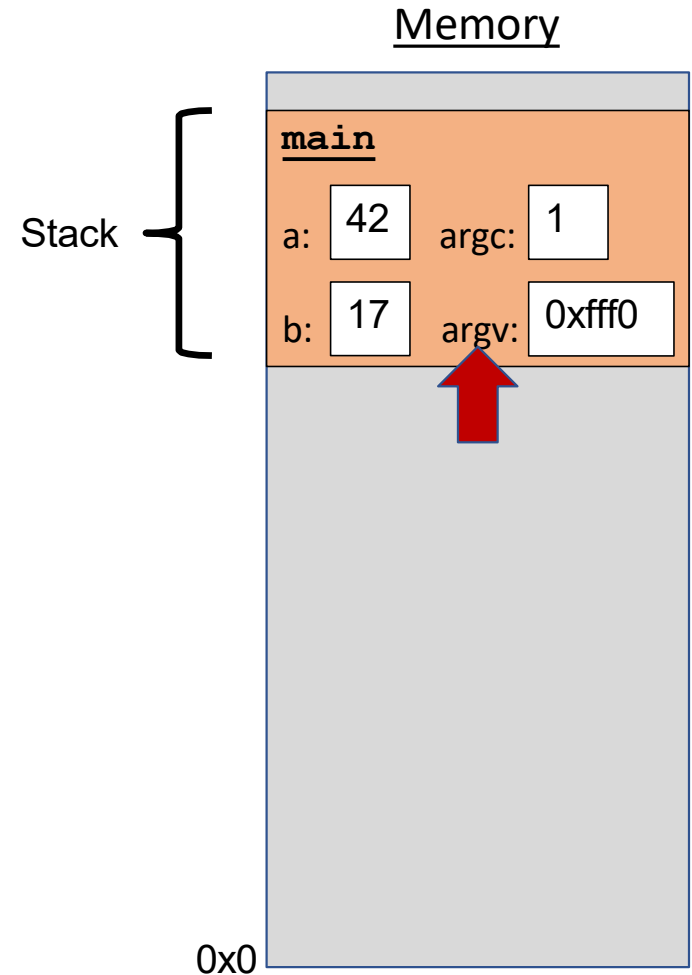 Memory
main
a: 42 argc: 1
Stack
b: 17 argv: 0xfff0
0x0